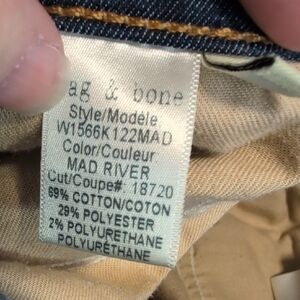 ag & bone
Style/Modèle
W1566K122MAD
Color/Couleur
MAD RIVER
Cut/Coupe#: 18720
69% COTTON/COTON
29% POLYESTER
2% POLYURETHANE
POLYURÉTHANE